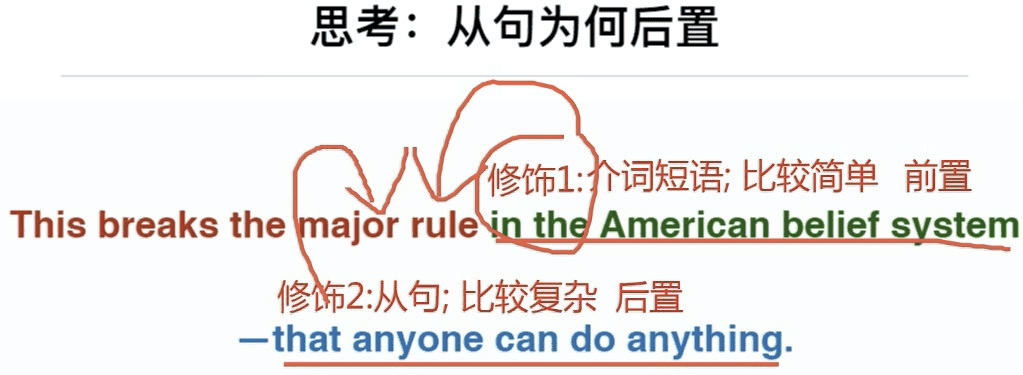 思考：从句为何后置
修饰1:介词短语; 比较简单 前置
This breaks the major rule in the American belief system
修饰2:从句; 比较复杂 后置
—that anyone can do anything.